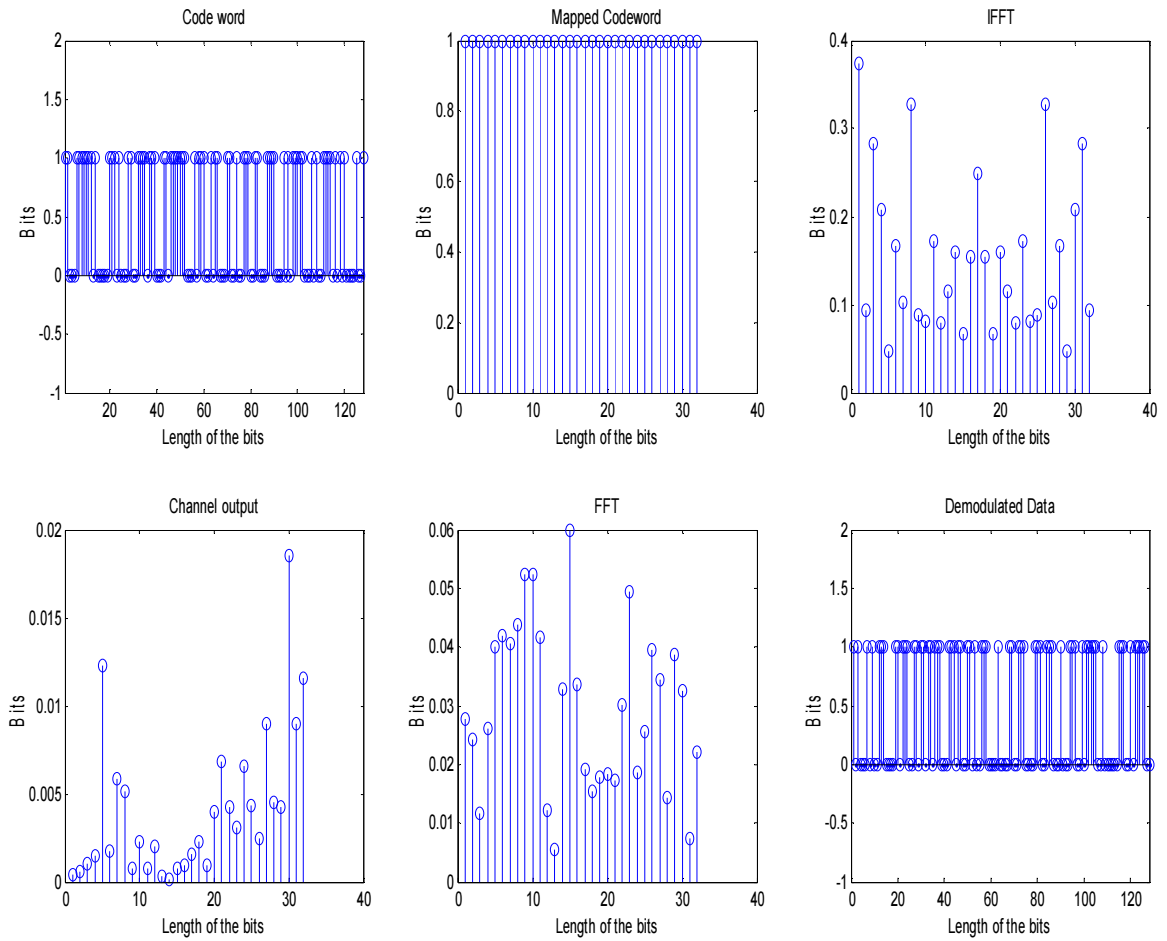 Code word
2
1.5
1
0.5
0
-0.5
-1
B its
20 40 60 80 100 120
Length of the bits
Mapped Codeword
1
0.8
0.6
0.4
0.2
0
B its
0 10 20 30 40
Length of the bits
IFFT
0.4
0.3
0.2
0.1
0
B its
0 10 20 30 40
Length of the bits
Channel output
0.02
0.015
0.01
0.005
0
B its
0 10 20 30 40
Length of the bits
FFT
0.06
0.05
0.04
0.03
0.02
0.01
0
B its
0 10 20 30 40
Length of the bits
Demodulated Data
2
1.5
1
0.5
0
-0.5
-1
B its
20 40 60 80 100 120
Length of the bits